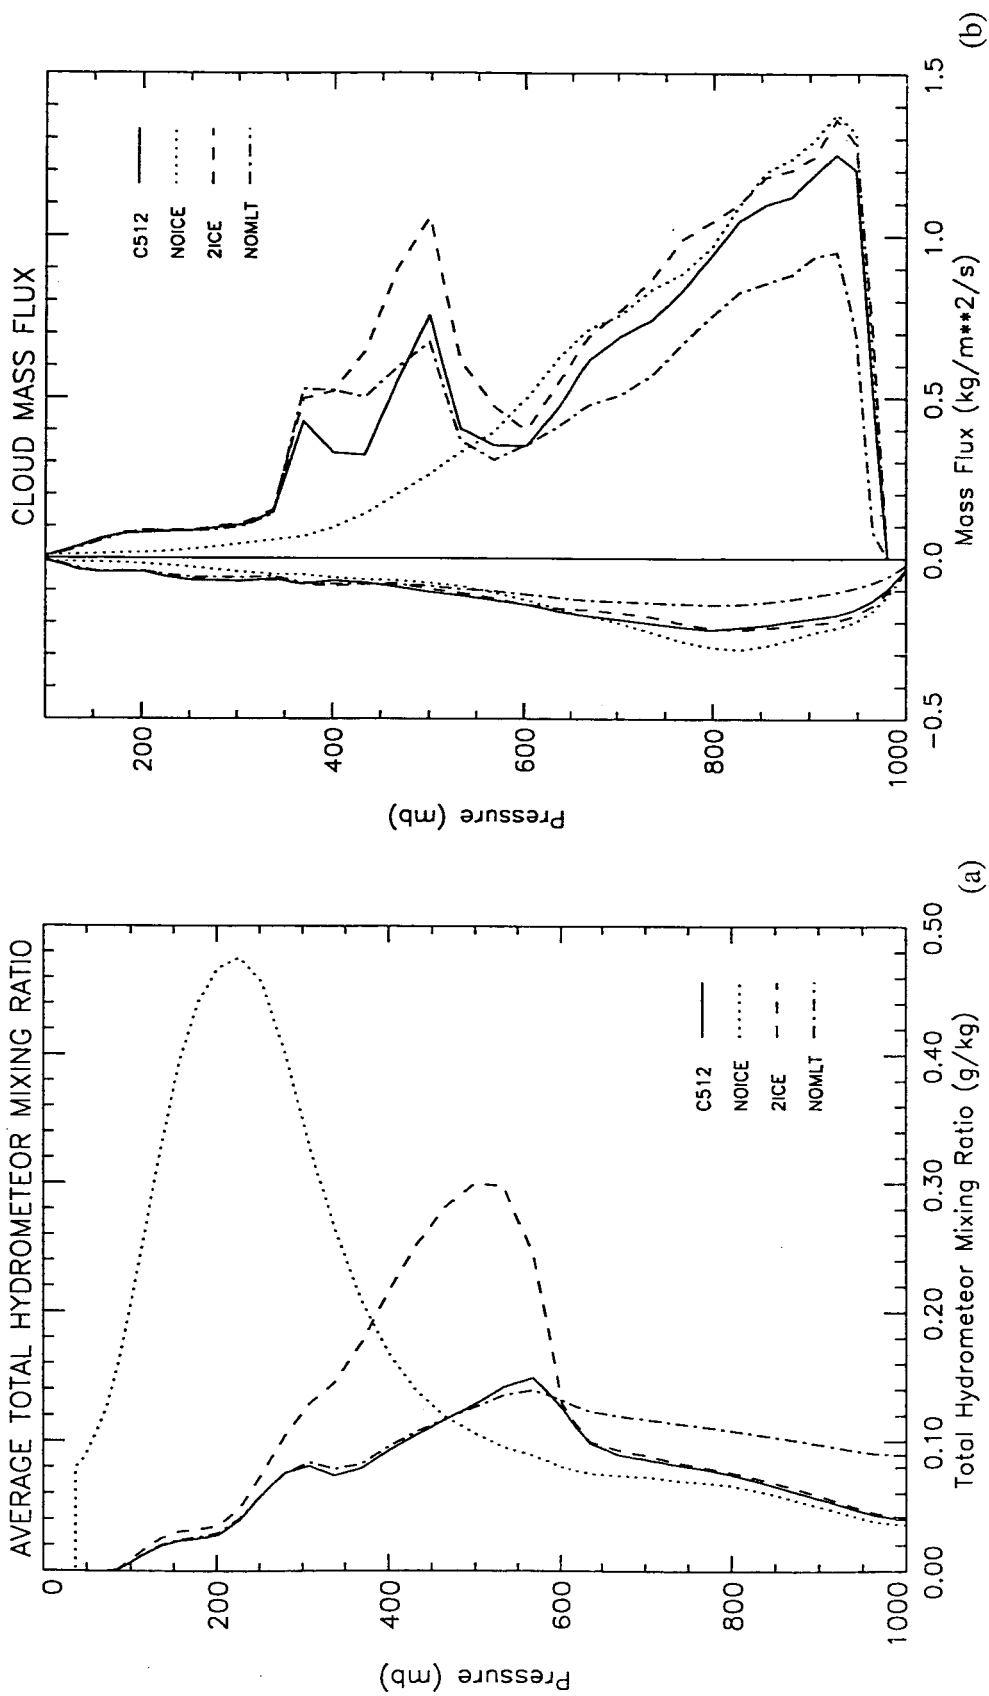 AVERAGE TOTAL HYDROMETEOR MIXING RATIO
0
200
400
600
800
1000
Pressure (mb)
C512
NOICE
2ICE
NOMLT
0.00 0.10 0.20 0.30 0.40 0.50
Total Hydrometeor Mixing Ratio (g/kg)
(a)
CLOUD MASS FLUX
200
400
600
800
1000
Pressure (mb)
C512
NOICE
2ICE
NOMLT
−0.5 0.0 0.5 1.0 1.5
Mass Flux (kg/m**2/s)
(b)